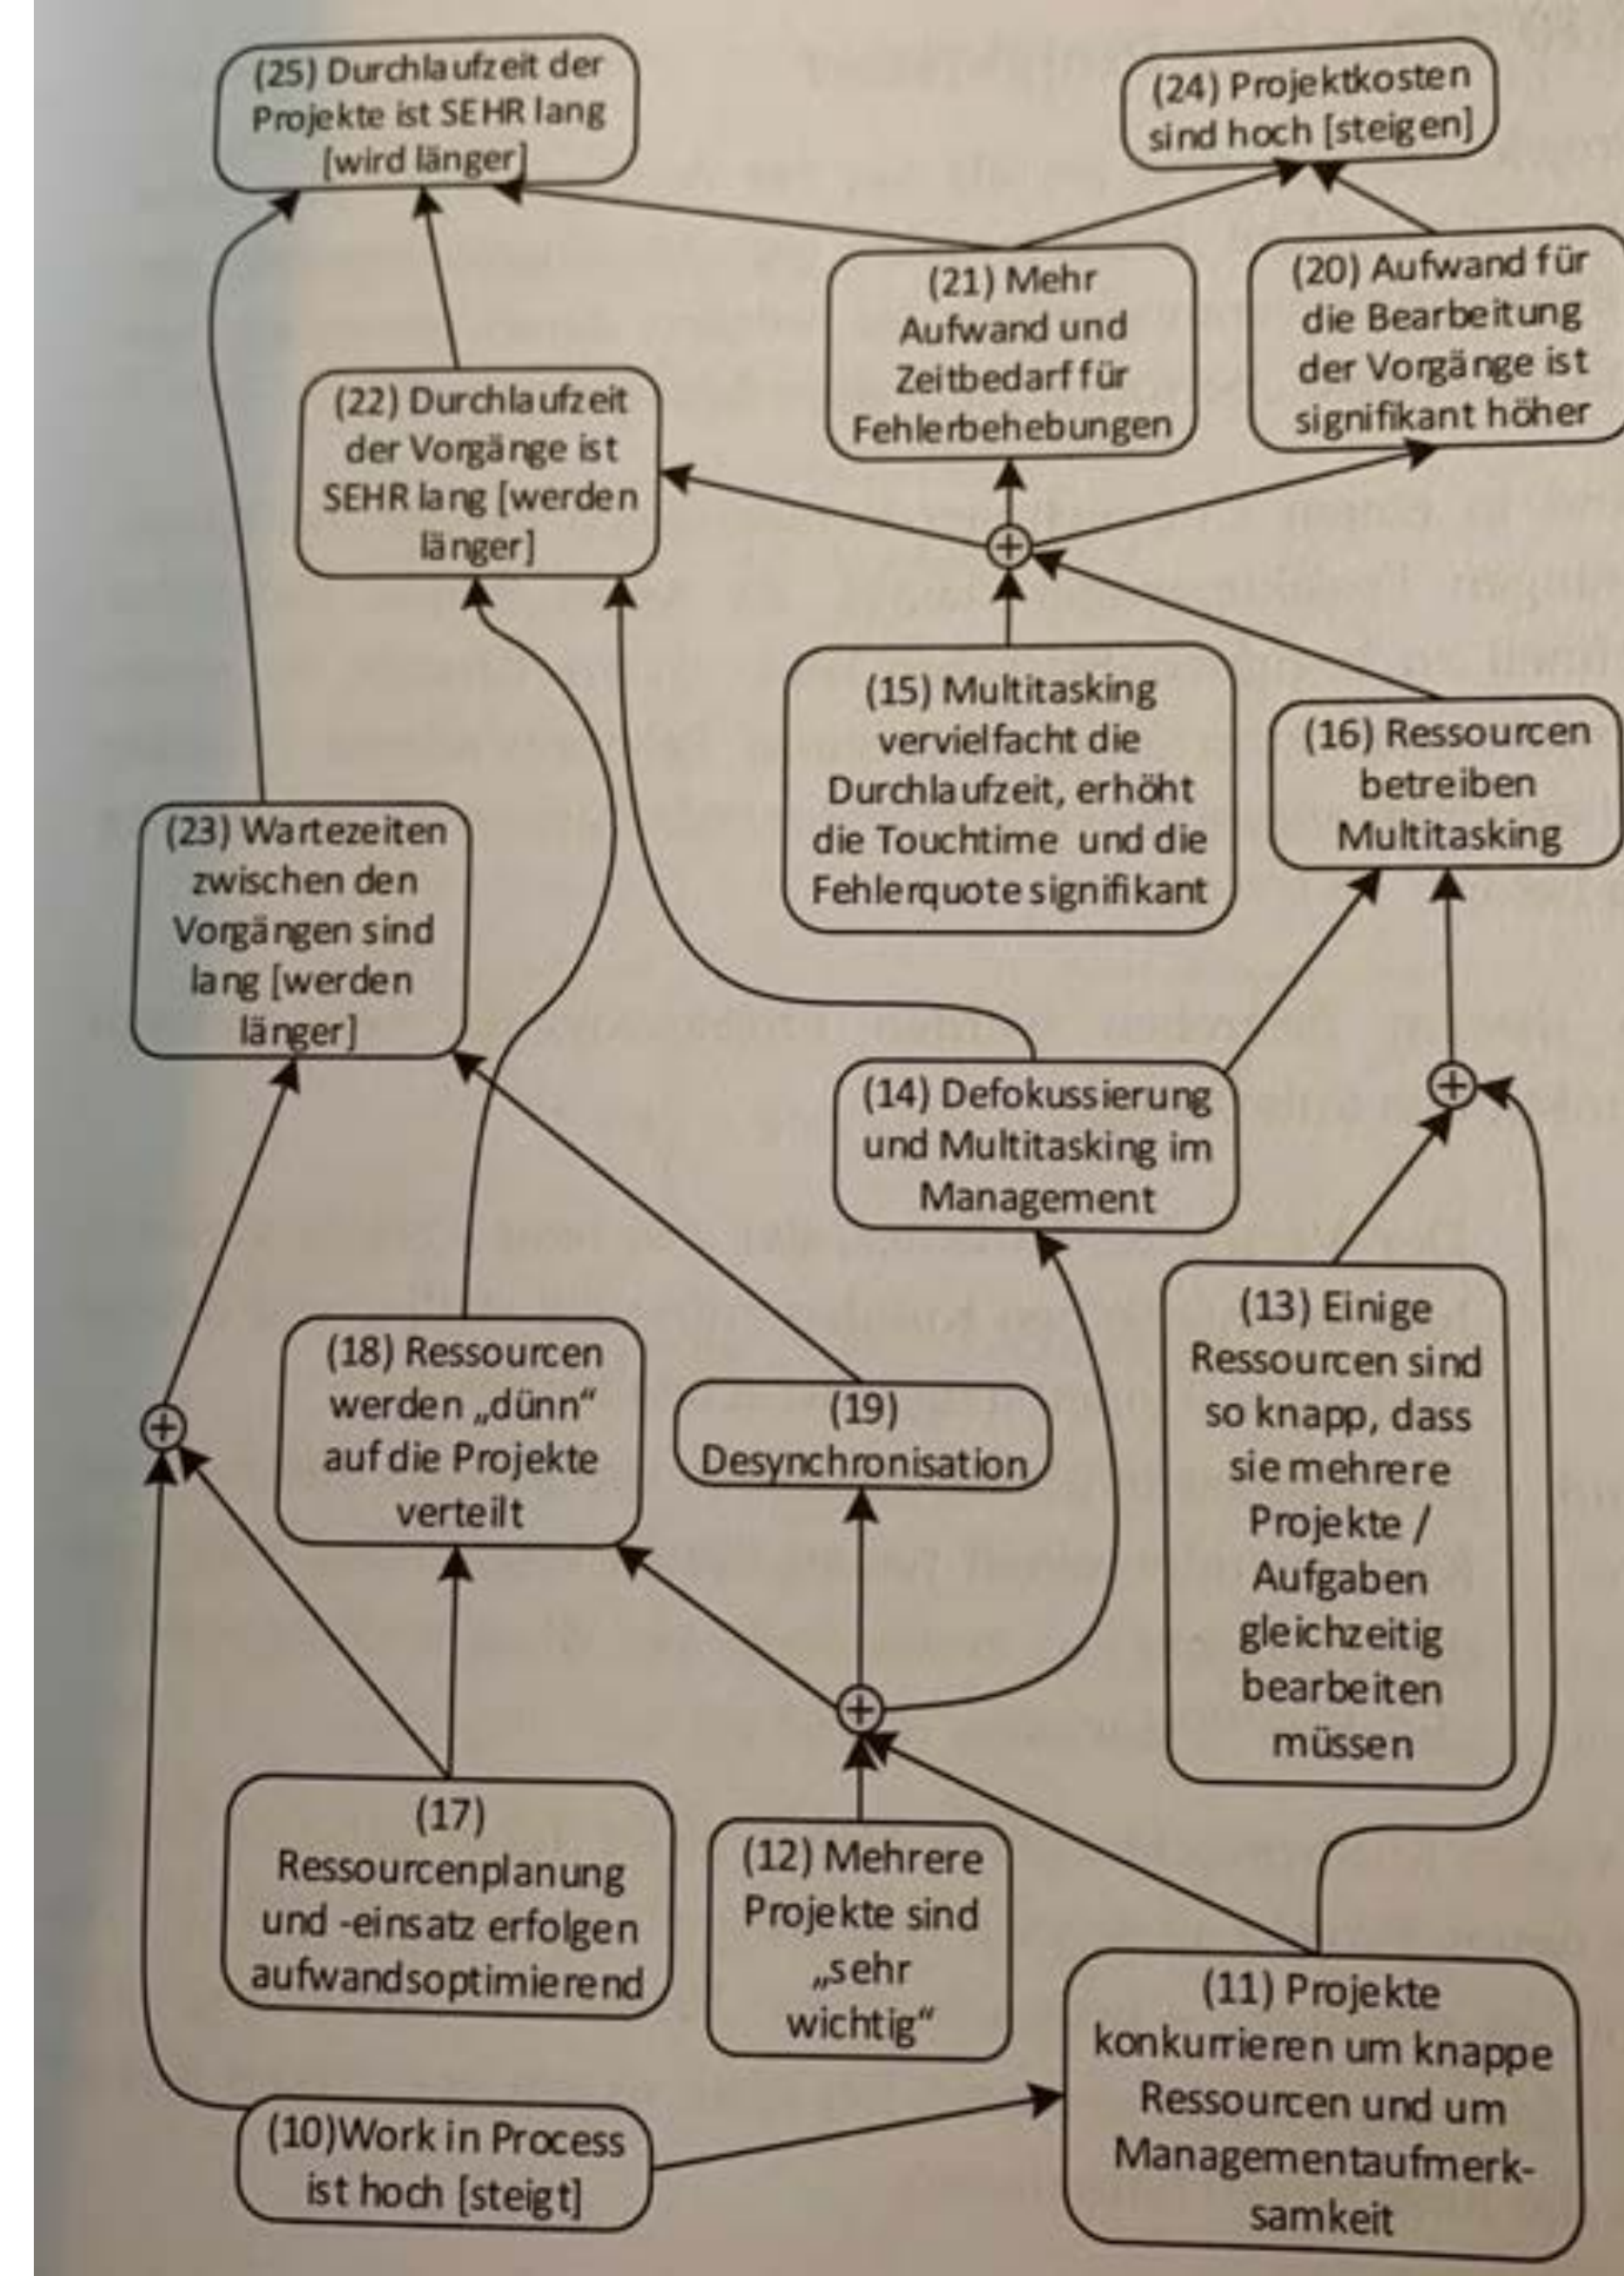 (25) Durchlaufzeit der
Projekte ist SEHR lang
[wird länger]
(24) Projektkosten
sind hoch [steigen]
(21) Mehr
Aufwand und
Zeitbedarf für
Fehlerbehebungen
(20) Aufwand für
die Bearbeitung
der Vorgänge ist
signifikant höher
(22) Durchlaufzeit
der Vorgänge ist
SEHR lang [werden
länger]
+
(15) Multitasking
vervielfacht die
Durchlaufzeit, erhöht
die Touchtime und die
Fehlerquote signifikant
(16) Ressourcen
betreiben
Multitasking
(23) Wartezeiten
zwischen den
Vorgängen sind
lang [werden
länger]
(14) Defokussierung
und Multitasking im
Management
+
(13) Einige
Ressourcen sind
so knapp, dass
sie mehrere
Projekte /
Aufgaben
gleichzeitig
bearbeiten
müssen
(18) Ressourcen
werden „dünn“
auf die Projekte
verteilt
(19)
Desynchronisation
+
+
(17)
Ressourcenplanung
und -einsatz erfolgen
aufwandsoptimierend
(12) Mehrere
Projekte sind
„sehr
wichtig“
(11) Projekte
konkurrieren um knappe
Ressourcen und um
Managementaufmerk-
samkeit
(10)Work in Process
ist hoch [steigt]